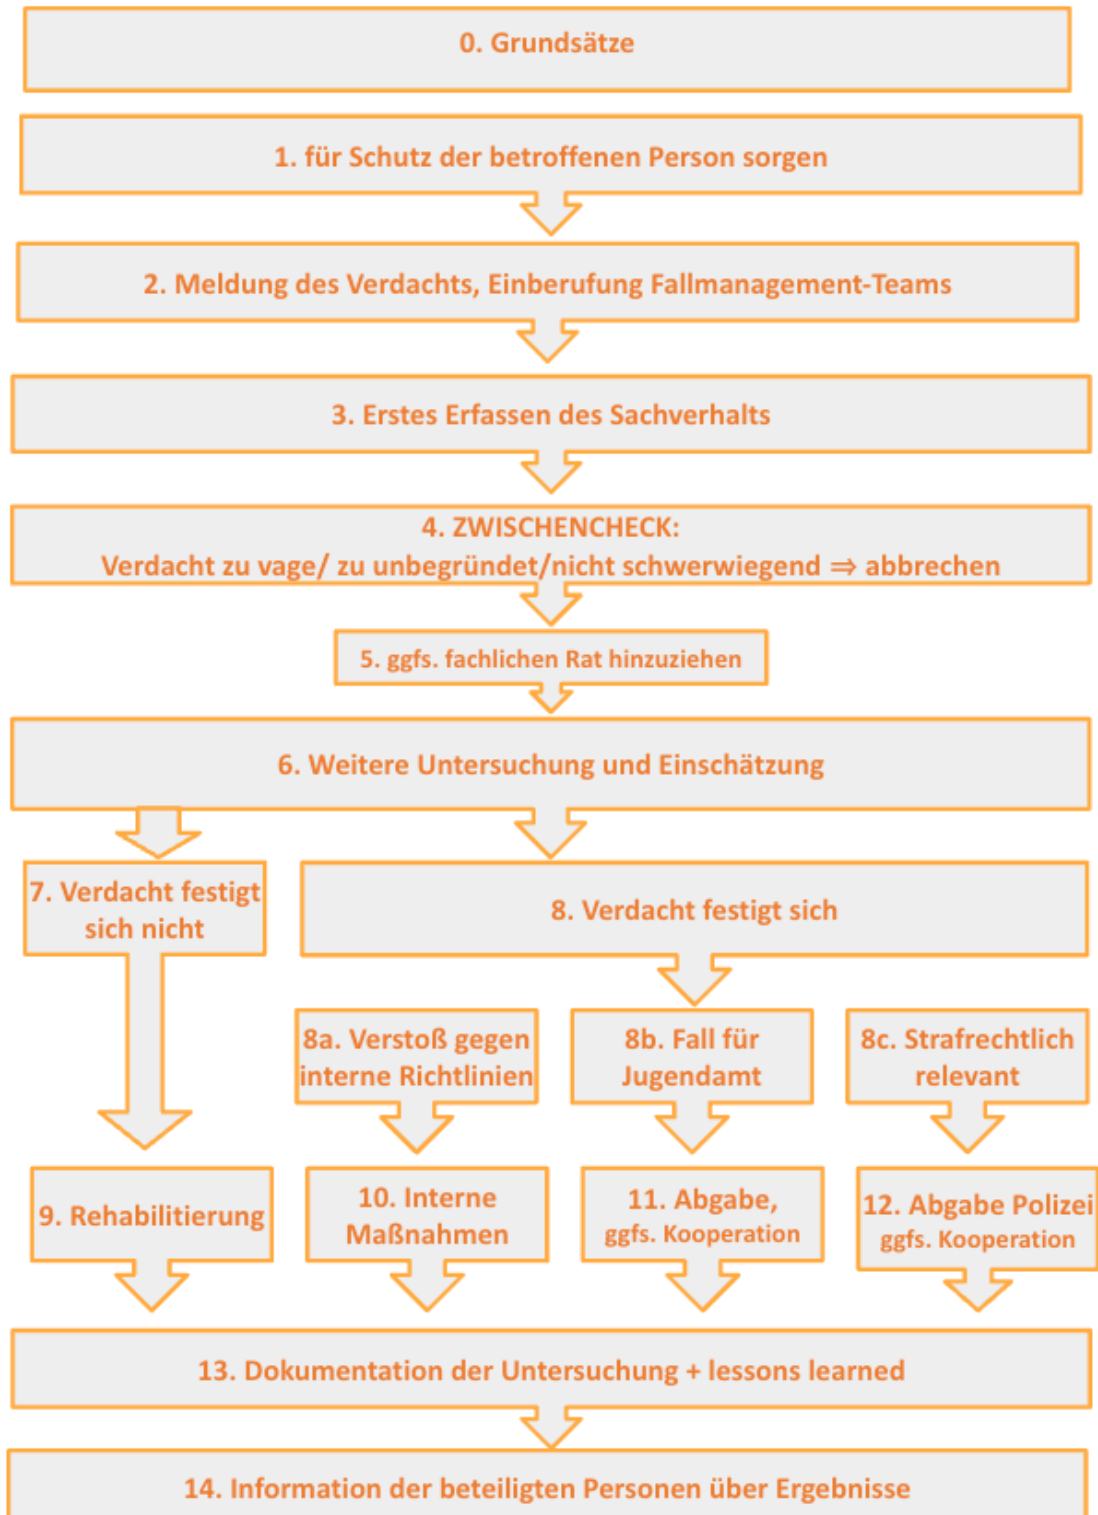 0. Grundsätze
1. für Schutz der betroffenen Person sorgen
2. Meldung des Verdachts, Einberufung Fallmanagement-Teams
3. Erstes Erfassen des Sachverhalts
4. ZWISCHENCHECK:
Verdacht zu vage/ zu unbegründet/nicht schwerwiegend ⇒ abbrechen
5. ggfs. fachlichen Rat hinzuziehen
6. Weitere Untersuchung und Einschätzung
7. Verdacht festigt
sich nicht
8. Verdacht festigt sich
8a. Verstoß gegen
interne Richtlinien
8b. Fall für
Jugendamt
8c. Strafrechtlich
relevant
9. Rehabilitierung
10. Interne
Maßnahmen
11. Abgabe,
ggfs. Kooperation
12. Abgabe Polizei
ggfs. Kooperation
13. Dokumentation der Untersuchung + lessons learned
14. Information der beteiligten Personen über Ergebnisse